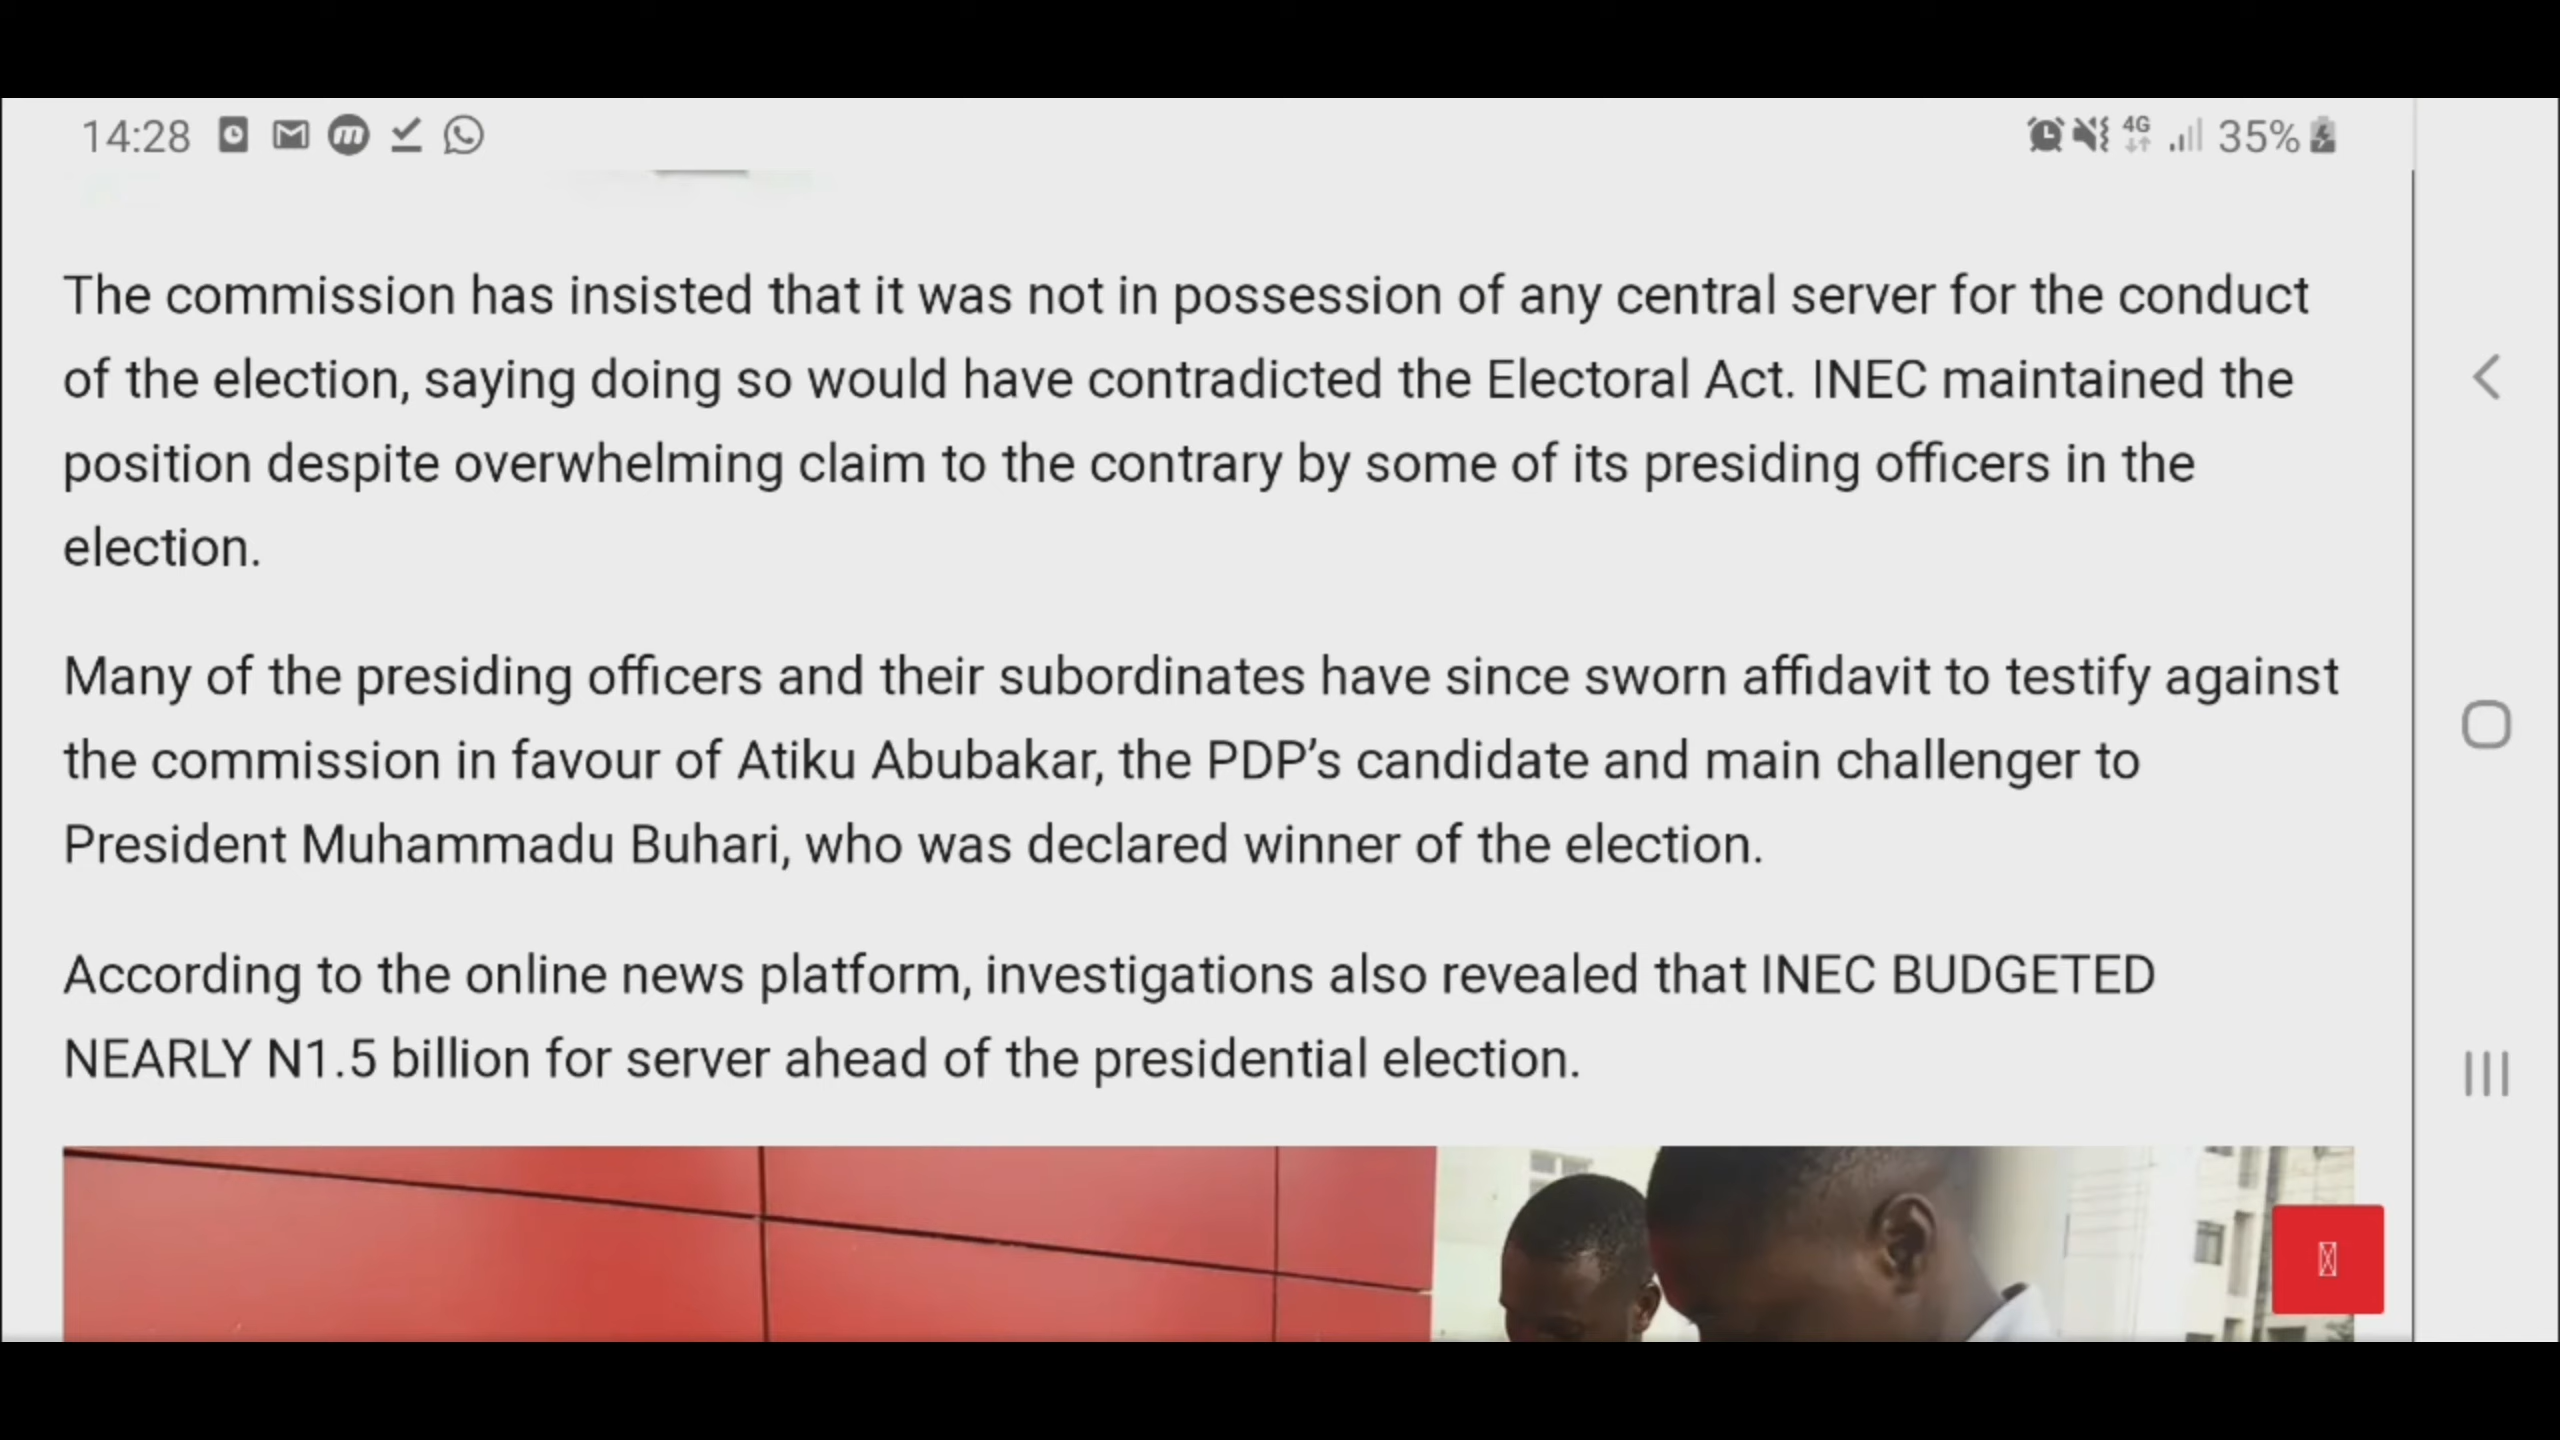 14:28
4G
35%
The commission has insisted that it was not in possession of any central server for the conduct
of the election, saying doing so would have contradicted the Electoral Act. INEC maintained the
position despite overwhelming claim to the contrary by some of its presiding officers in the
election.
Many of the presiding officers and their subordinates have since sworn affidavit to testify against
the commission in favour of Atiku Abubakar, the PDP’s candidate and main challenger to
President Muhammadu Buhari, who was declared winner of the election.
According to the online news platform, investigations also revealed that INEC BUDGETED
NEARLY N1.5 billion for server ahead of the presidential election.